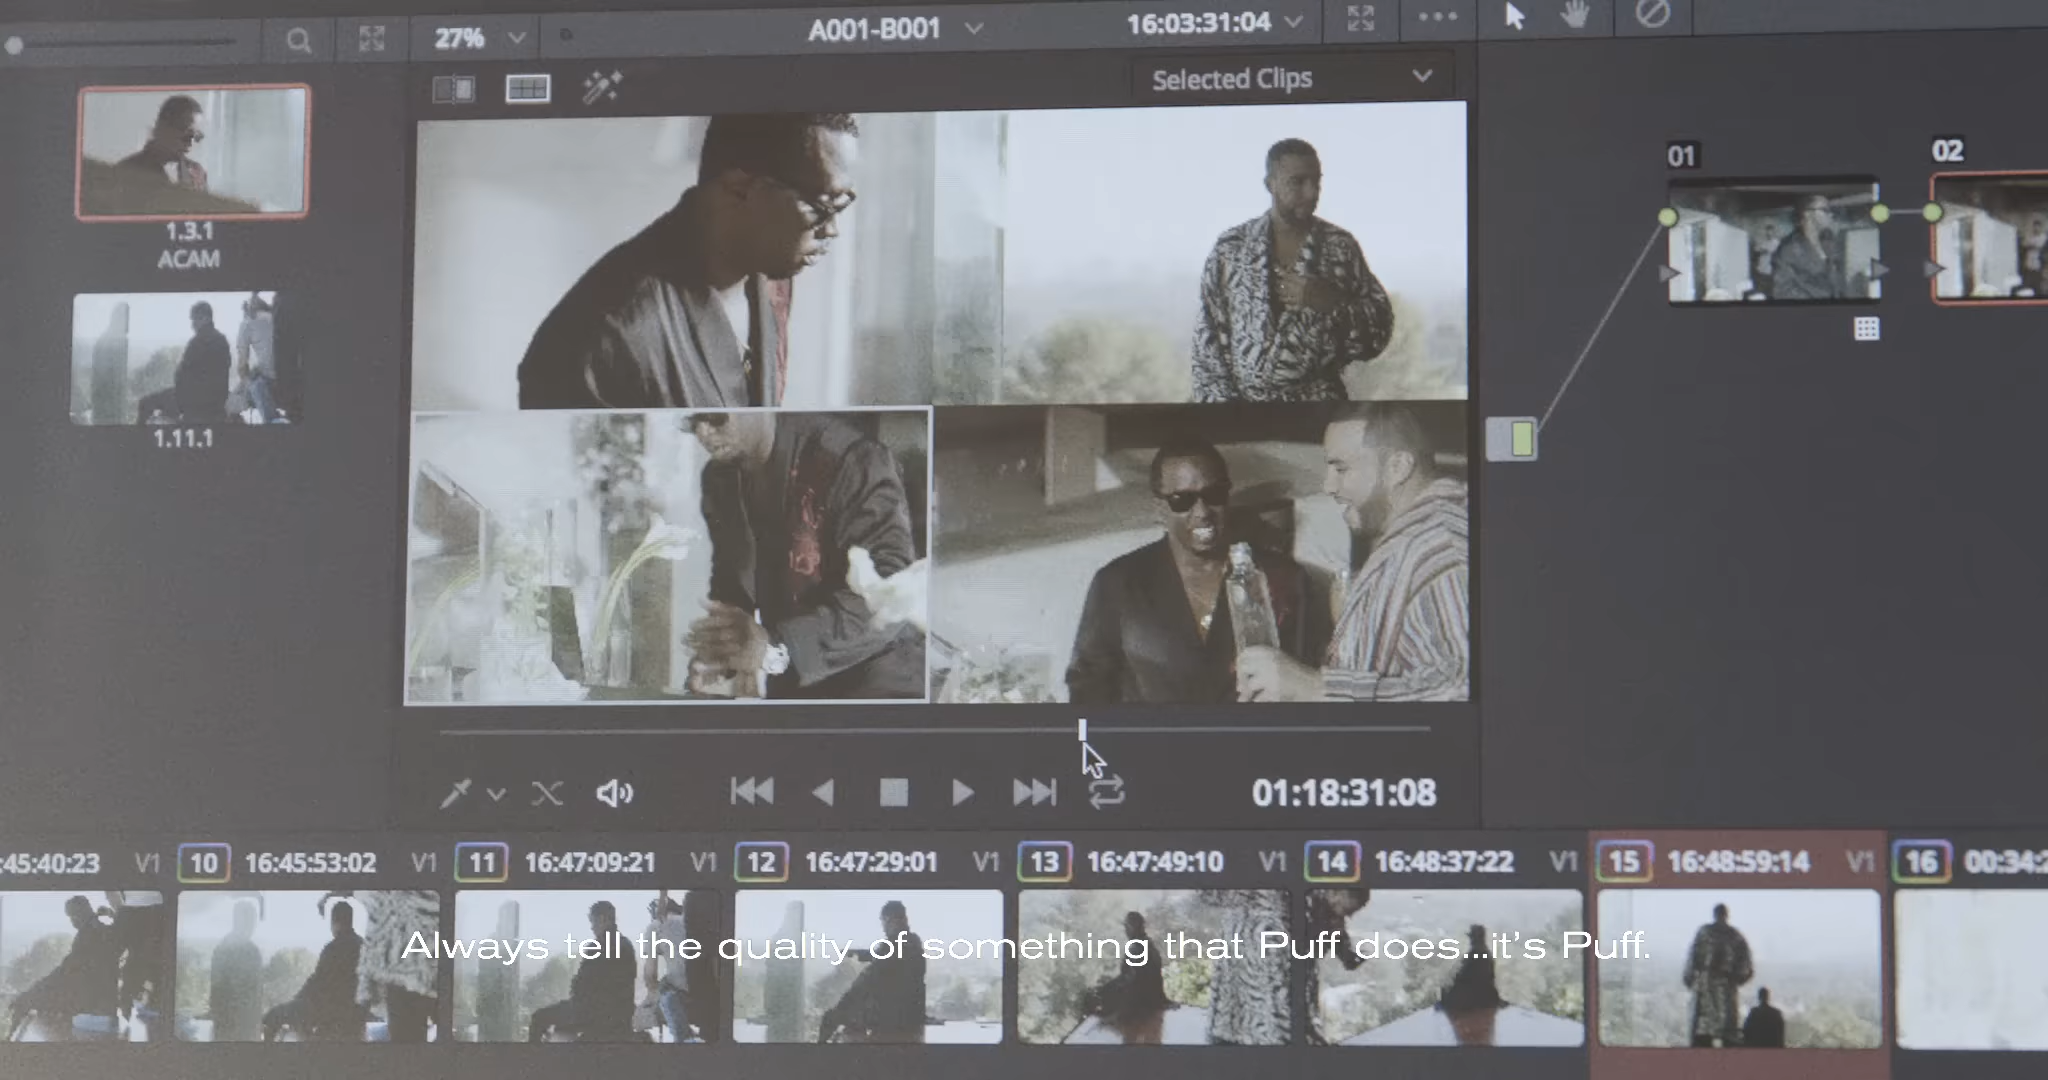 27%
A001-B001
16:03:31:04
Selected Clips
1.3.1
ACAM
1.11.1
01
02
01:18:31:08
:45:40:23 V1
10 16:45:53:02 V1
11 16:47:09:21 V1
12 16:47:29:01 V1
13 16:47:49:10 V1
14 16:48:37:22 V1
15 16:48:59:14 V1
16 00:34:2
Always tell the quality of something that Puff does...it's Puff.